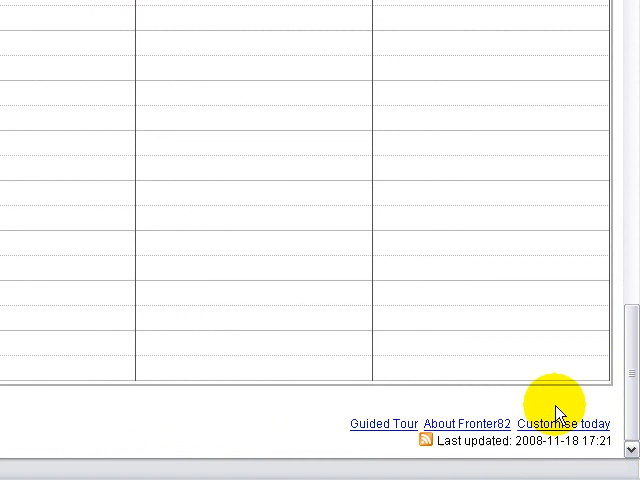 Guided Tour About Fronter82 Customise today
Last updated: 2008-11-18 17:21